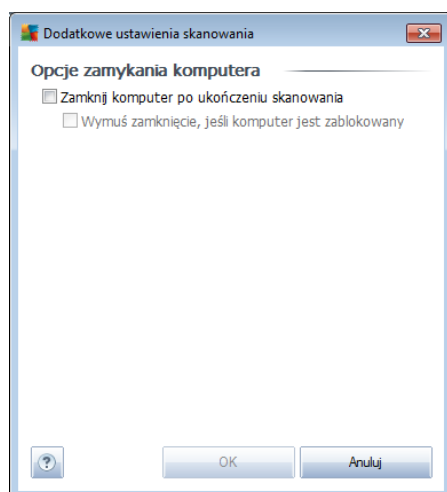 Dodatkowe ustawienia skanowania
Opcje zamykania komputera
Zamknij komputer po ukończeniu skanowania
Wymuś zamknięcie, jeśli komputer jest zablokowany
? OK Anuluj